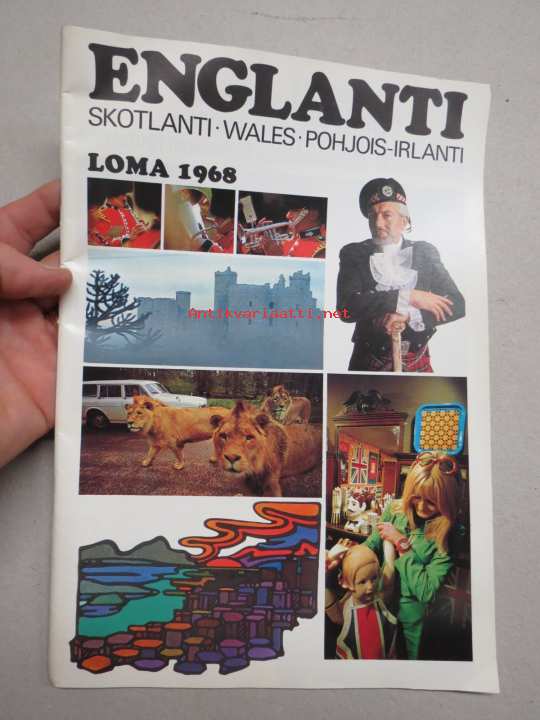 ENGLANTI
SKOTLANTI · WALES · POHJOIS-IRLANTI
LOMA 1968
Antikvariaatti.net